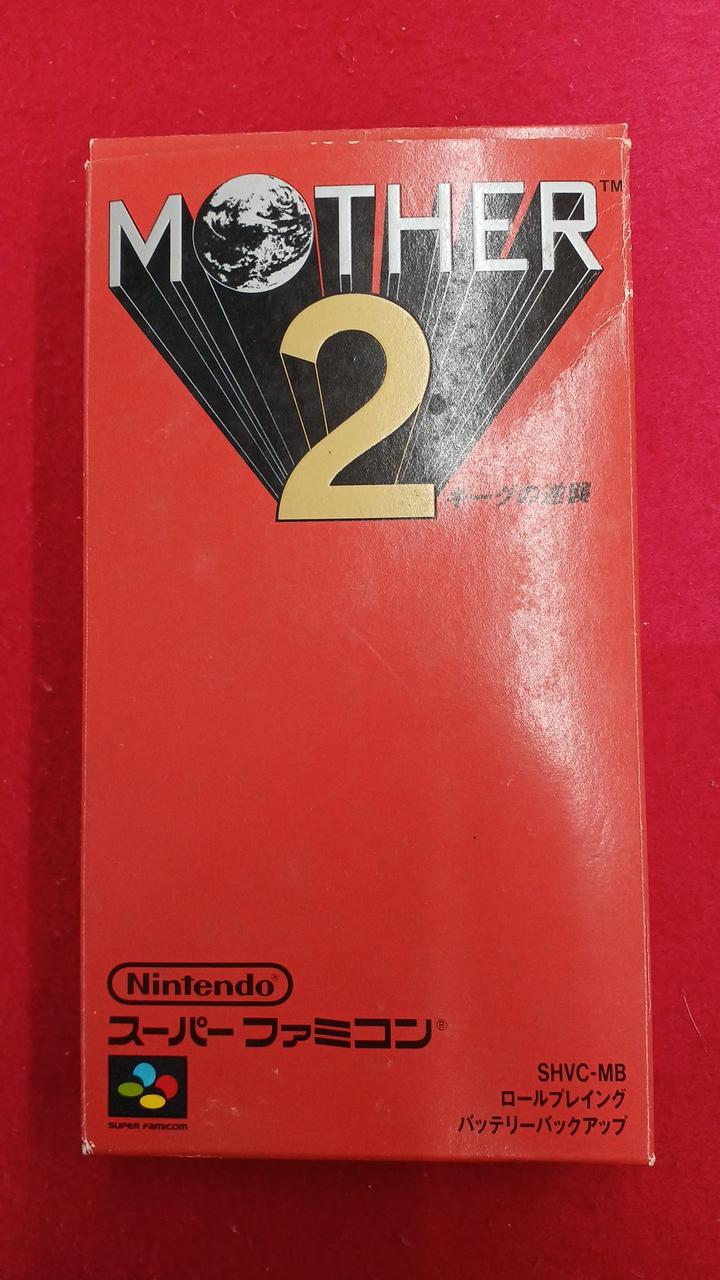 MOTHER™
2
ギーグの逆襲
Nintendo®
スーパーファミコン®
SUPER FAMICOM
SHVC-MB
ロールプレイング
バッテリーバックアップ